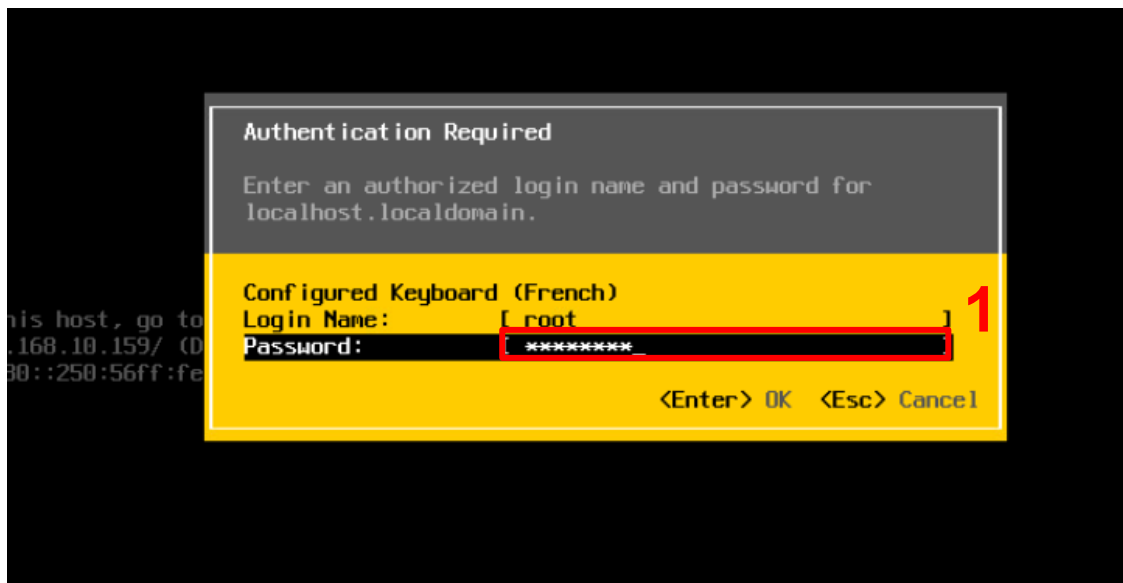 Authentication Required
Enter an authorized login name and password for
localhost.localdomain.
Configured Keyboard (French)
his host, go to
Login Name: [ root ]
1
.168.10.159/ (D
Password: [ ********_ ]
80::250:56ff:fe
<Enter> OK <Esc> Cancel